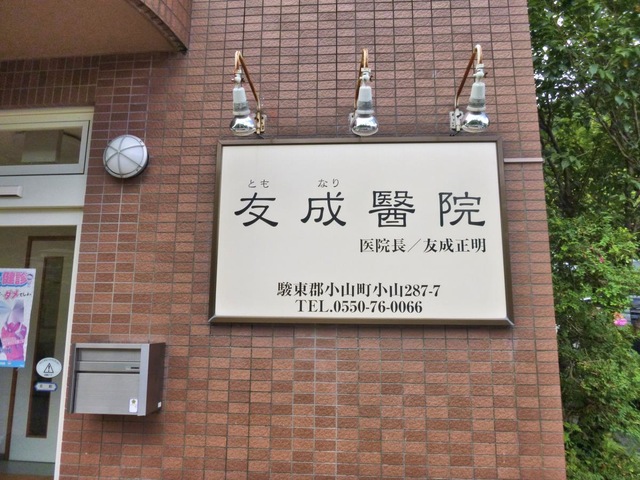 とも なり
友成醫院
医院長／友成正明
駿東郡小山町小山287-7
TEL.0550-76-0066